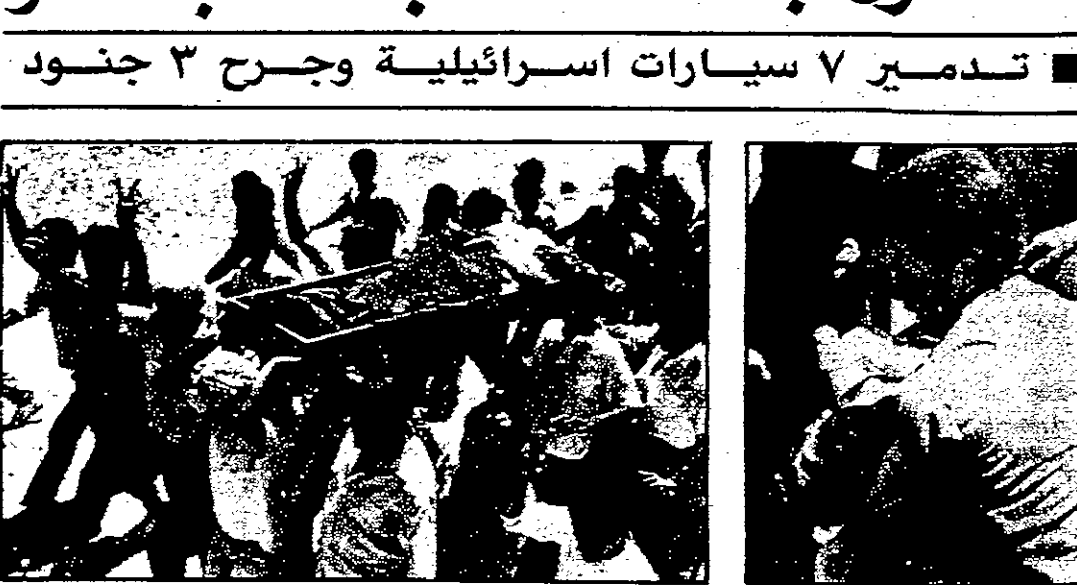 ■ تدمير ٧ سيارات اسرائيلية وجرح ٣ جنود